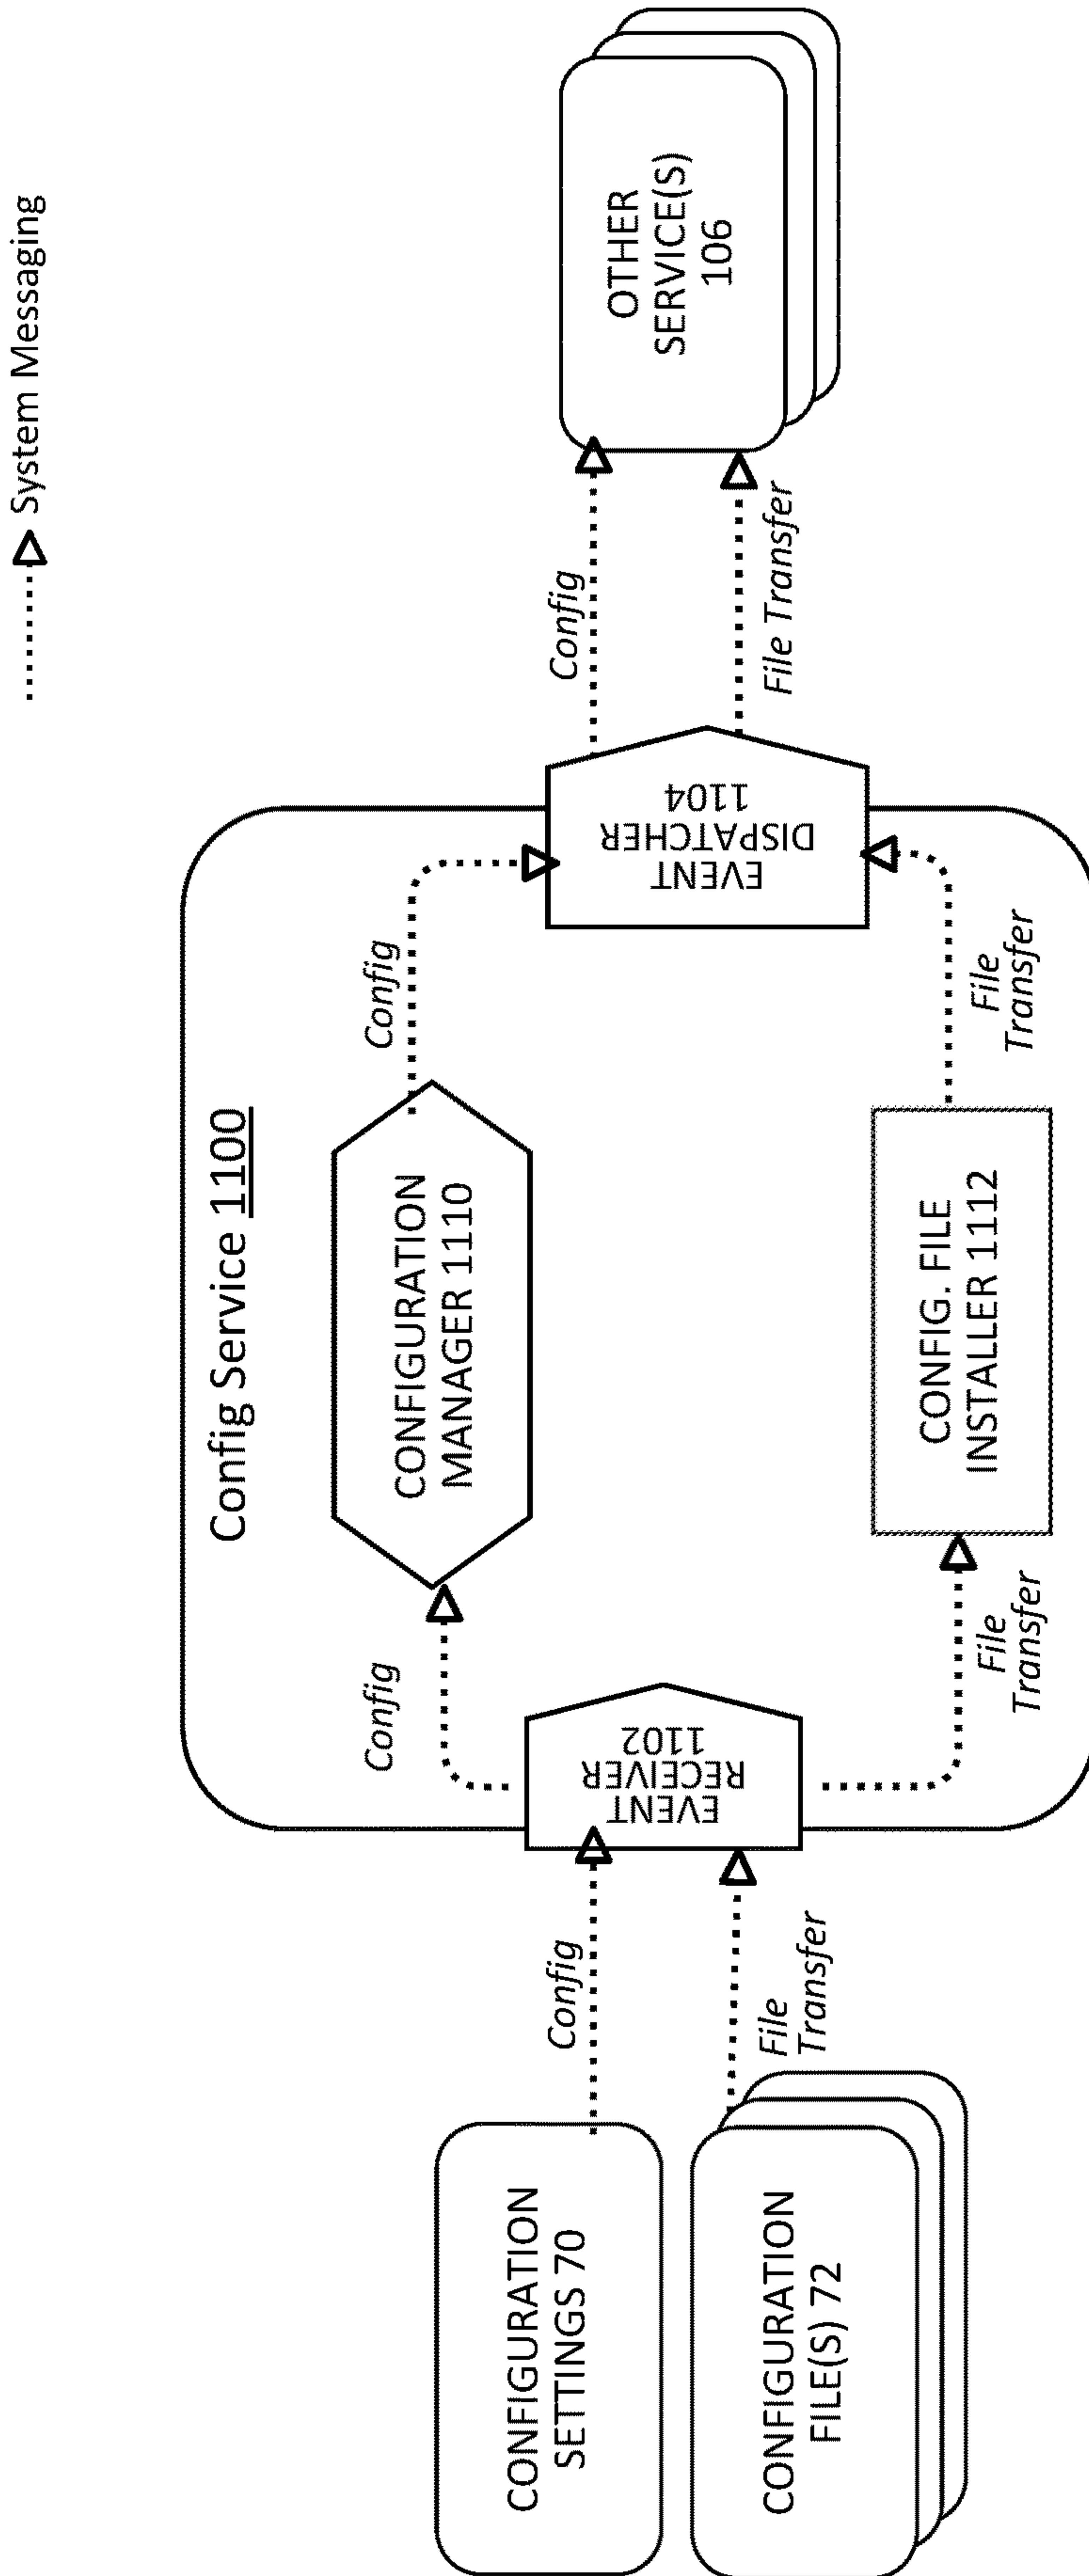 System Messaging
Config Service 1100
CONFIGURATION
SETTINGS 70
CONFIGURATION
FILE(S) 72
Config
File
Transfer
EVENT
RECEIVER
1102
Config
File
Transfer
CONFIGURATION
MANAGER 1110
CONFIG. FILE
INSTALLER 1112
Config
File
Transfer
EVENT
DISPATCHER
1104
Config
File Transfer
OTHER
SERVICE(S)
106